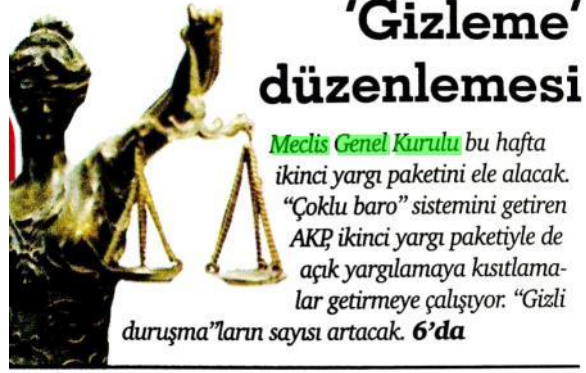 'Gizleme'
düzenlemesi
Meclis Genel Kurulu bu hafta
ikinci yargı paketini ele alacak.
"Çoklu baro" sistemini getiren
AKP, ikinci yargı paketiyle de
açık yargılamaya kısıtlama-
lar getirmeye çalışıyor. "Gizli
duruşma"ların sayısı artacak. 6'da